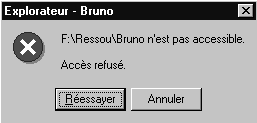 Explorateur - Bruno
F:\Ressou\Bruno n'est pas accessible.
Accès refusé.
Réessayer
Annuler